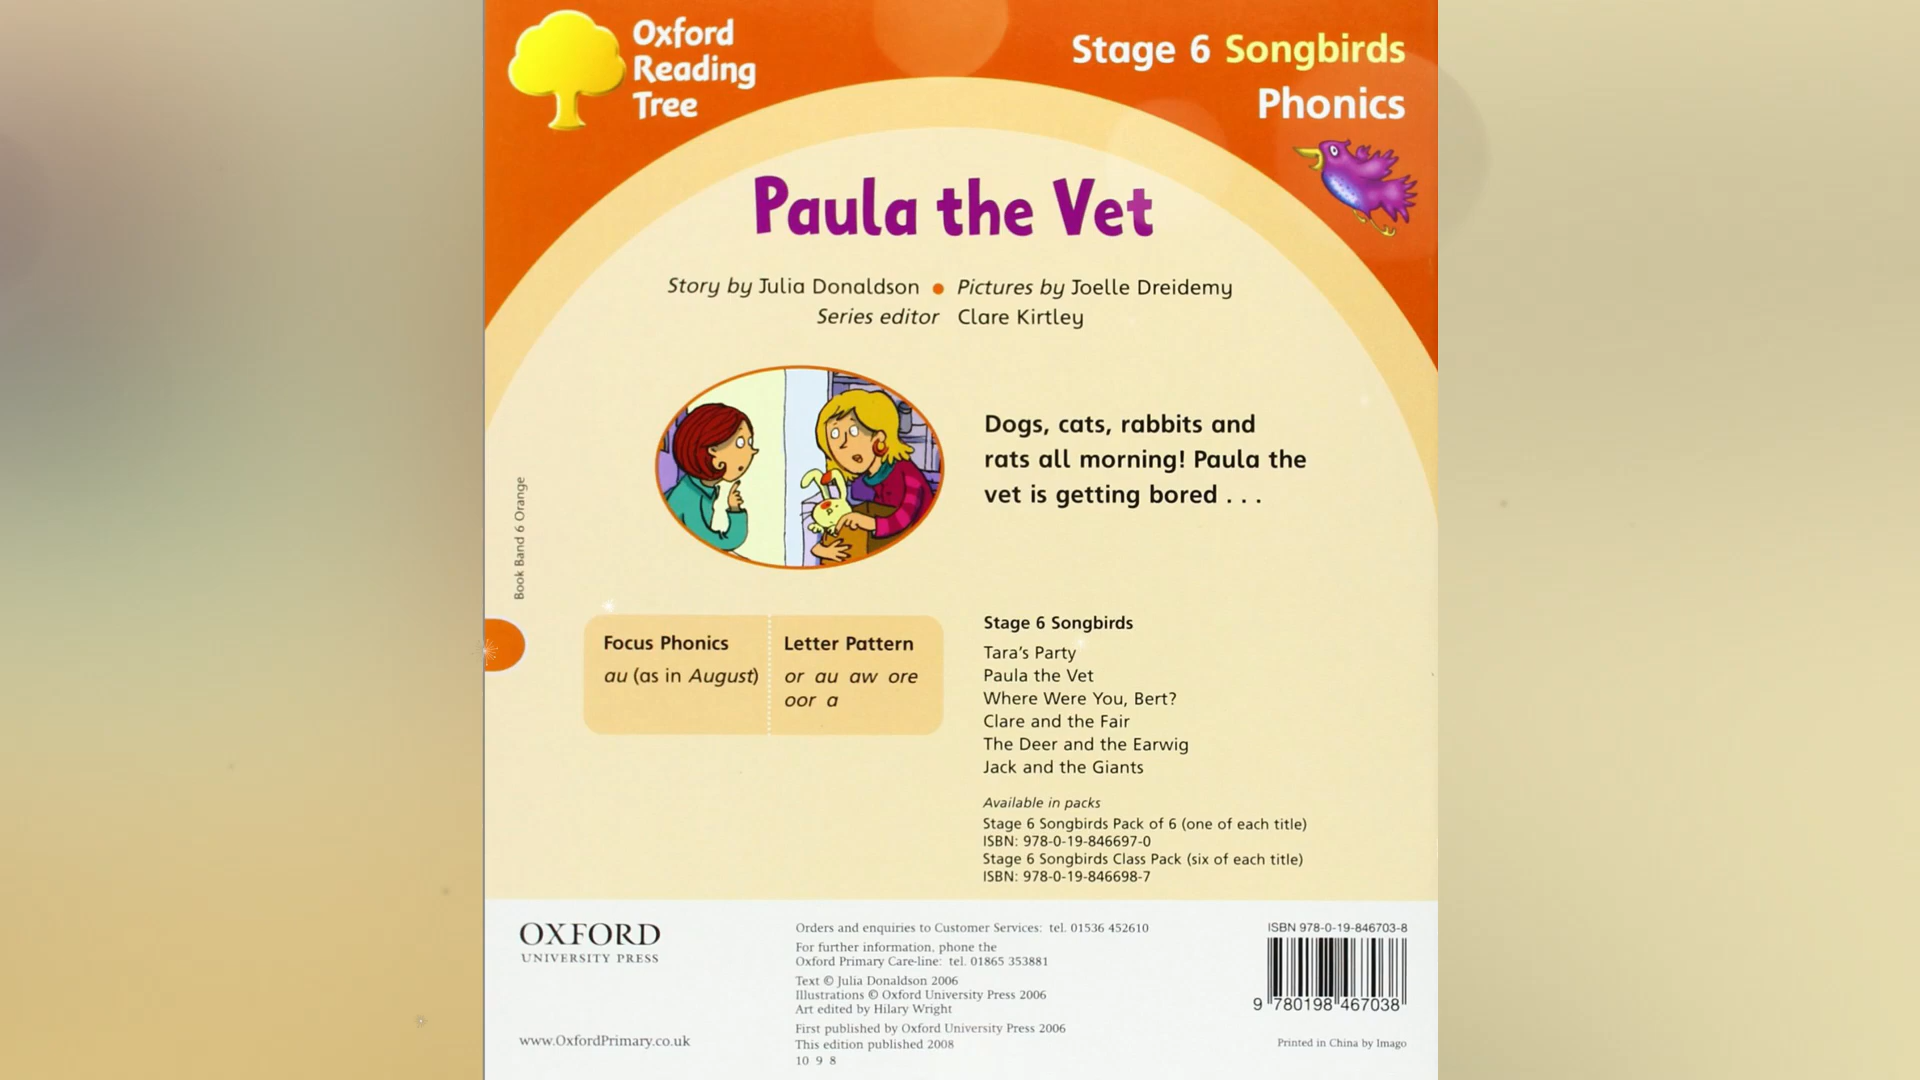 Oxford
Reading
Tree
Stage 6 Songbirds
Phonics
Paula the Vet
Story by Julia Donaldson • Pictures by Joelle Dreidemy
Series editor Clare Kirtley
Dogs, cats, rabbits and
rats all morning! Paula the
vet is getting bored . . .
Book Band 6 Orange
Focus Phonics
au (as in August)
Letter Pattern
or au aw ore
oor a
Stage 6 Songbirds
Tara's Party
Paula the Vet
Where Were You, Bert?
Clare and the Fair
The Deer and the Earwig
Jack and the Giants
Available in packs
Stage 6 Songbirds Pack of 6 (one of each title)
ISBN: 978-0-19-846697-0
Stage 6 Songbirds Class Pack (six of each title)
ISBN: 978-0-19-846698-7
OXFORD
UNIVERSITY PRESS
www.OxfordPrimary.co.uk
Orders and enquiries to Customer Services: tel. 01536 452610
For further information, phone the
Oxford Primary Care-line: tel. 01865 353881
Text © Julia Donaldson 2006
Illustrations © Oxford University Press 2006
Art edited by Hilary Wright
First published by Oxford University Press 2006
This edition published 2008
10 9 8
ISBN 978-0-19-846703-8
9 780198 467038
Printed in China by Imago